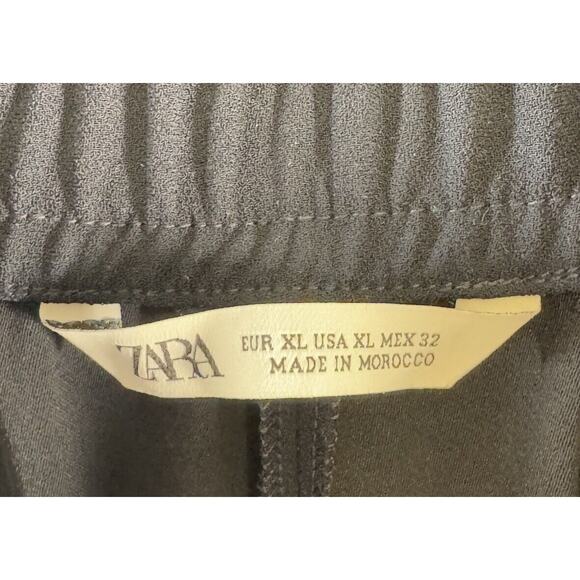 ZARA
EUR XL USA XL MEX 32
MADE IN MOROCCO